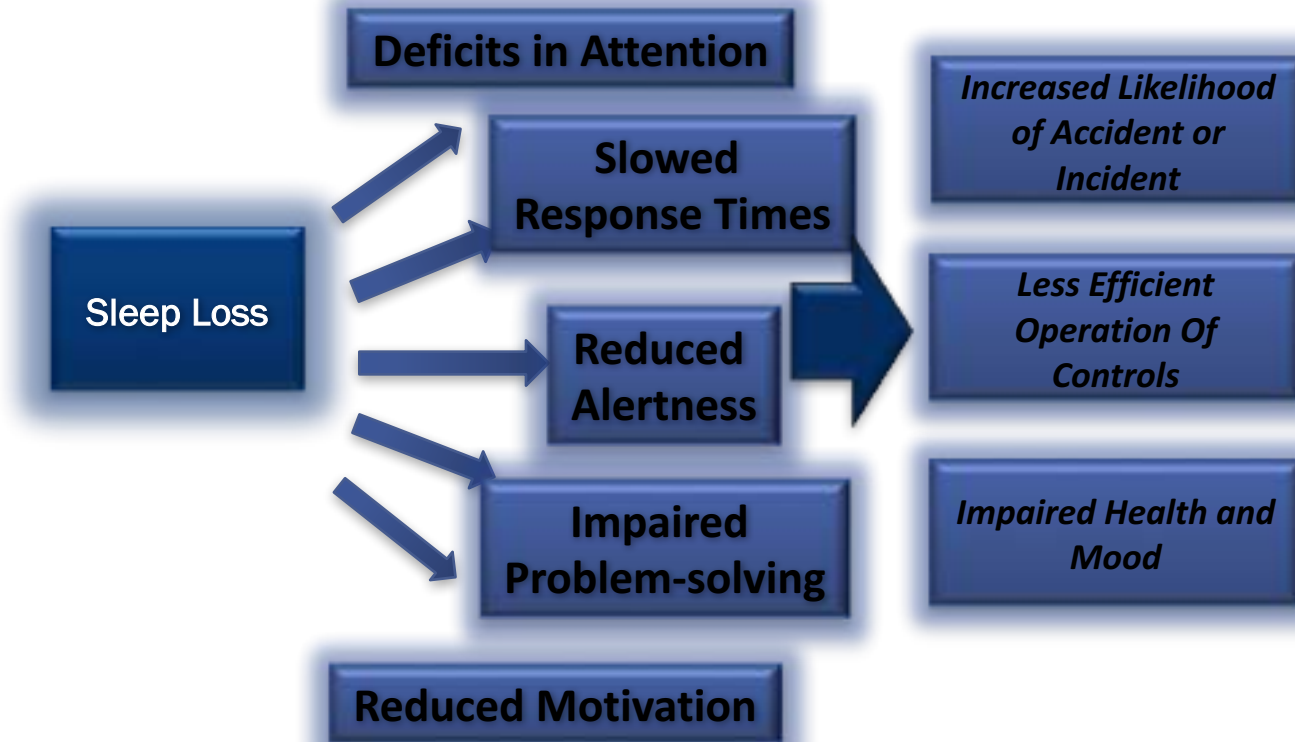 Deficits in Attention
Slowed
Response Times
Sleep Loss
Reduced
Alertness
Impaired
Problem-solving
Reduced Motivation
Increased Likelihood
of Accident or
Incident
Less Efficient
Operation Of
Controls
Impaired Health and
Mood